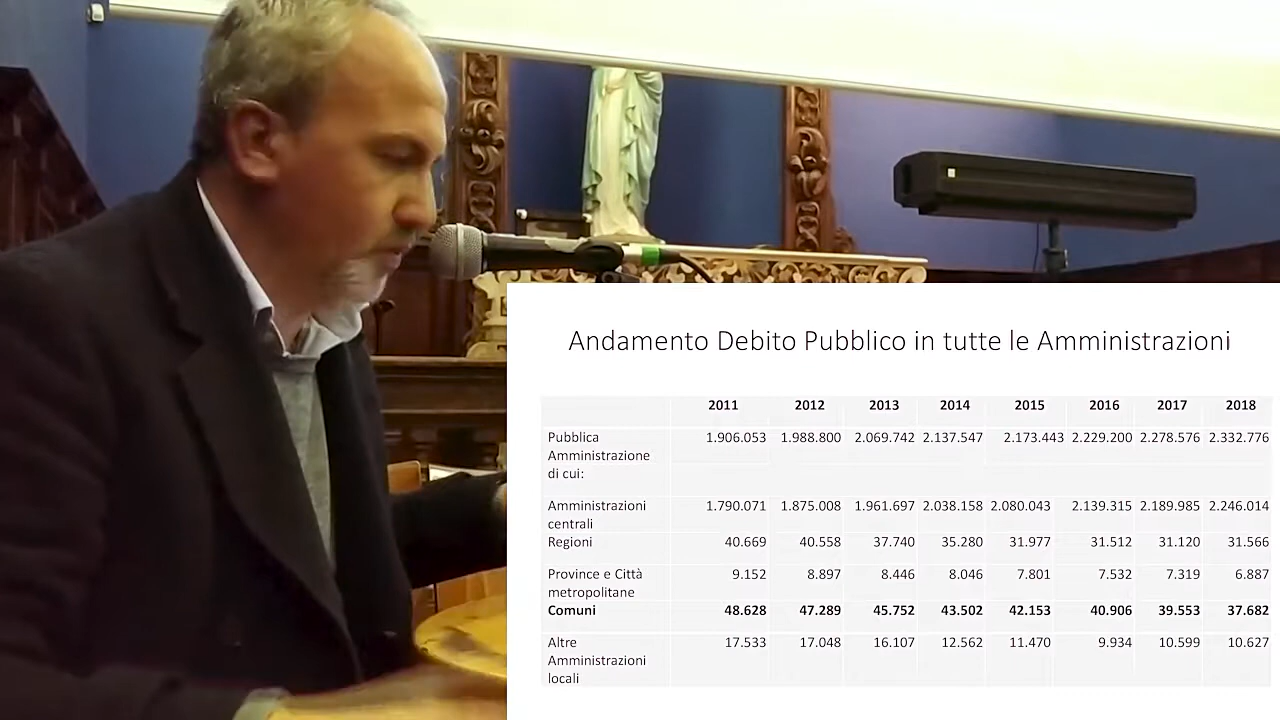 Andamento Debito Pubblico in tutte le Amministrazioni
2011 2012 2013 2014 2015 2016 2017 2018
Pubblica 1.906.053 1.988.800 2.069.742 2.137.547 2.173.443 2.229.200 2.278.576 2.332.776
Amministrazione
di cui:
Amministrazioni 1.790.071 1.875.008 1.961.697 2.038.158 2.080.043 2.139.315 2.189.985 2.246.014
centrali
Regioni 40.669 40.558 37.740 35.280 31.977 31.512 31.120 31.566
Province e Città 9.152 8.897 8.446 8.046 7.801 7.532 7.319 6.887
metropolitane
Comuni 48.628 47.289 45.752 43.502 42.153 40.906 39.553 37.682
Altre 17.533 17.048 16.107 12.562 11.470 9.934 10.599 10.627
Amministrazioni
locali